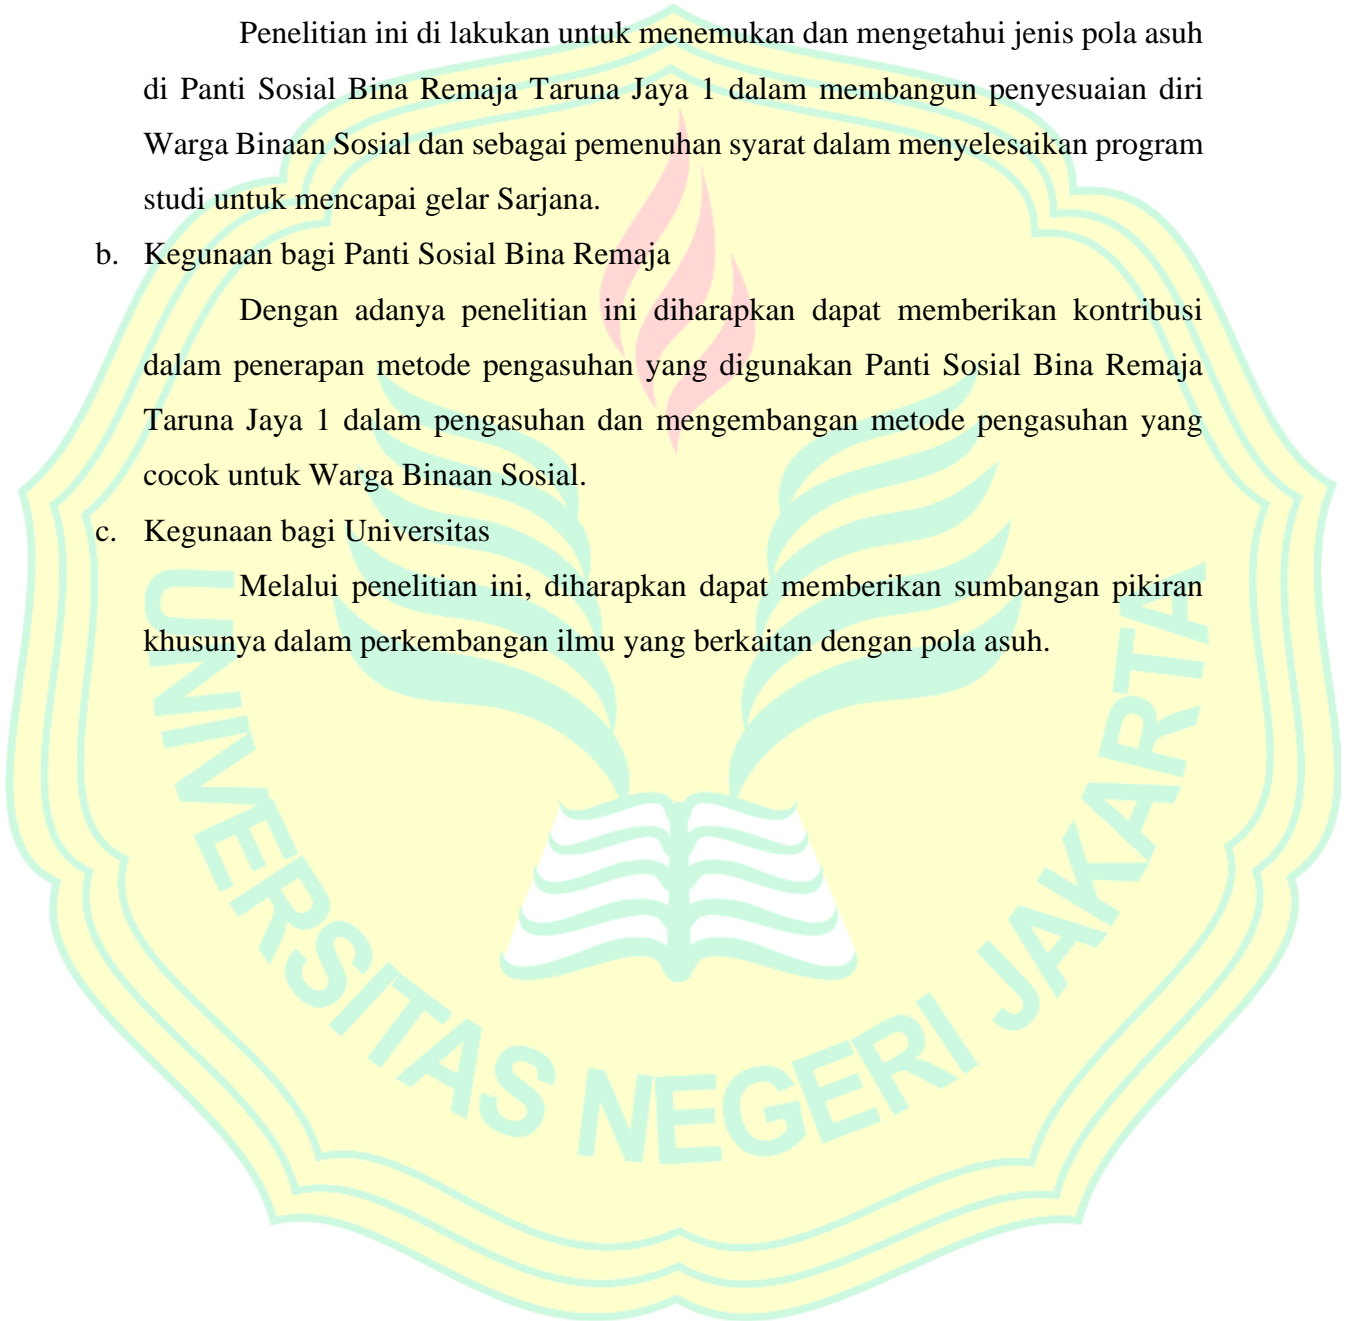 Penelitian ini di lakukan untuk menemukan dan mengetahui jenis pola asuh
di Panti Sosial Bina Remaja Taruna Jaya 1 dalam membangun penyesuaian diri
Warga Binaan Sosial dan sebagai pemenuhan syarat dalam menyelesaikan program
studi untuk mencapai gelar Sarjana.
b. Kegunaan bagi Panti Sosial Bina Remaja
Dengan adanya penelitian ini diharapkan dapat memberikan kontribusi
dalam penerapan metode pengasuhan yang digunakan Panti Sosial Bina Remaja
Taruna Jaya 1 dalam pengasuhan dan mengembangan metode pengasuhan yang
cocok untuk Warga Binaan Sosial.
c. Kegunaan bagi Universitas
Melalui penelitian ini, diharapkan dapat memberikan sumbangan pikiran
khusunya dalam perkembangan ilmu yang berkaitan dengan pola asuh.
UNIVERSITAS NEGERI JAKARTA